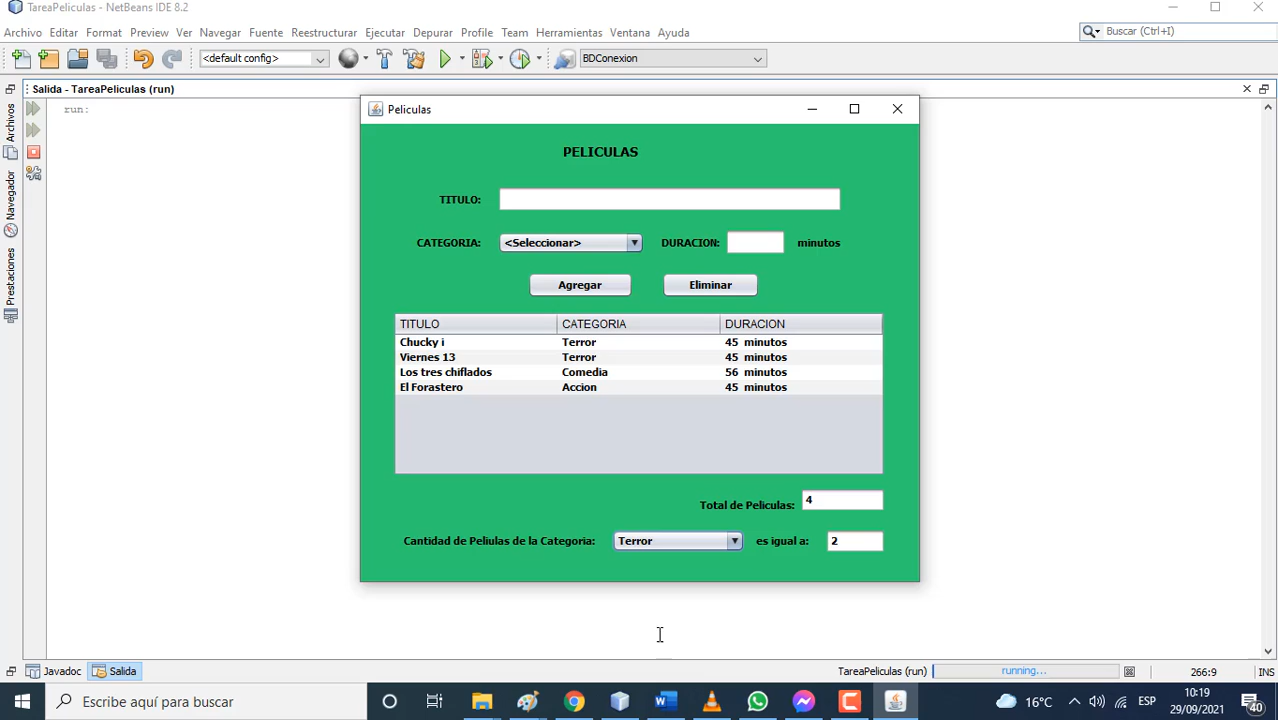 TareaPeliculas - NetBeans IDE 8.2
Archivo Editar Format Preview Ver Navegar Fuente Reestructurar Ejecutar Depurar Profile Team Herramientas Ventana Ayuda
Buscar (Ctrl+I)
<default config>
BDConexion
Salida - TareaPeliculas (run)
run:
Archivos
Navegador
Prestaciones
Peliculas
PELICULAS
TITULO:
CATEGORIA: <Seleccionar> DURACION: minutos
Agregar Eliminar
TITULO CATEGORIA DURACION
Chucky i Terror 45 minutos
Viernes 13 Terror 45 minutos
Los tres chiflados Comedia 56 minutos
El Forastero Accion 45 minutos
Total de Peliculas: 4
Cantidad de Peliulas de la Categoria: Terror es igual a: 2
Javadoc Salida TareaPeliculas (run) running... 266:9 INS
Escribe aquí para buscar 16°C ESP 10:19
29/09/2021 40